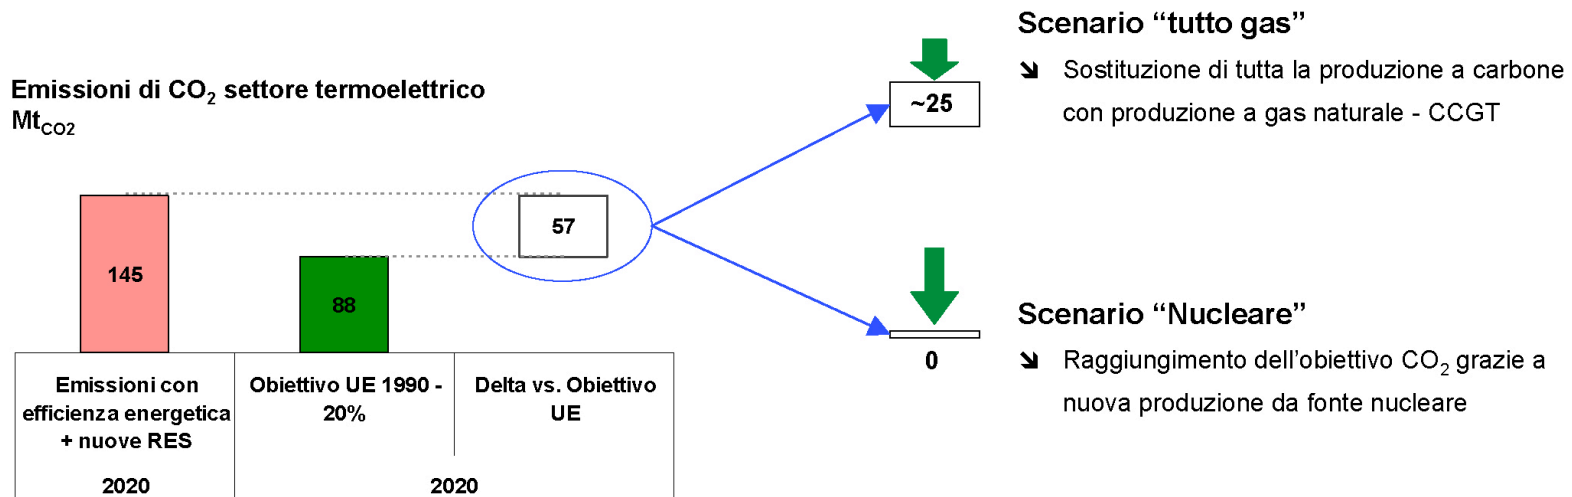 Emissioni di CO₂ settore termoelettrico
Mt_CO2
145
88
57
Emissioni con
efficienza energetica
+ nuove RES
Obiettivo UE 1990 -
20%
Delta vs. Obiettivo
UE
2020
2020
~25
Scenario “tutto gas”
Sostituzione di tutta la produzione a carbone
con produzione a gas naturale - CCGT
0
Scenario “Nucleare”
Raggiungimento dell’obiettivo CO₂ grazie a
nuova produzione da fonte nucleare